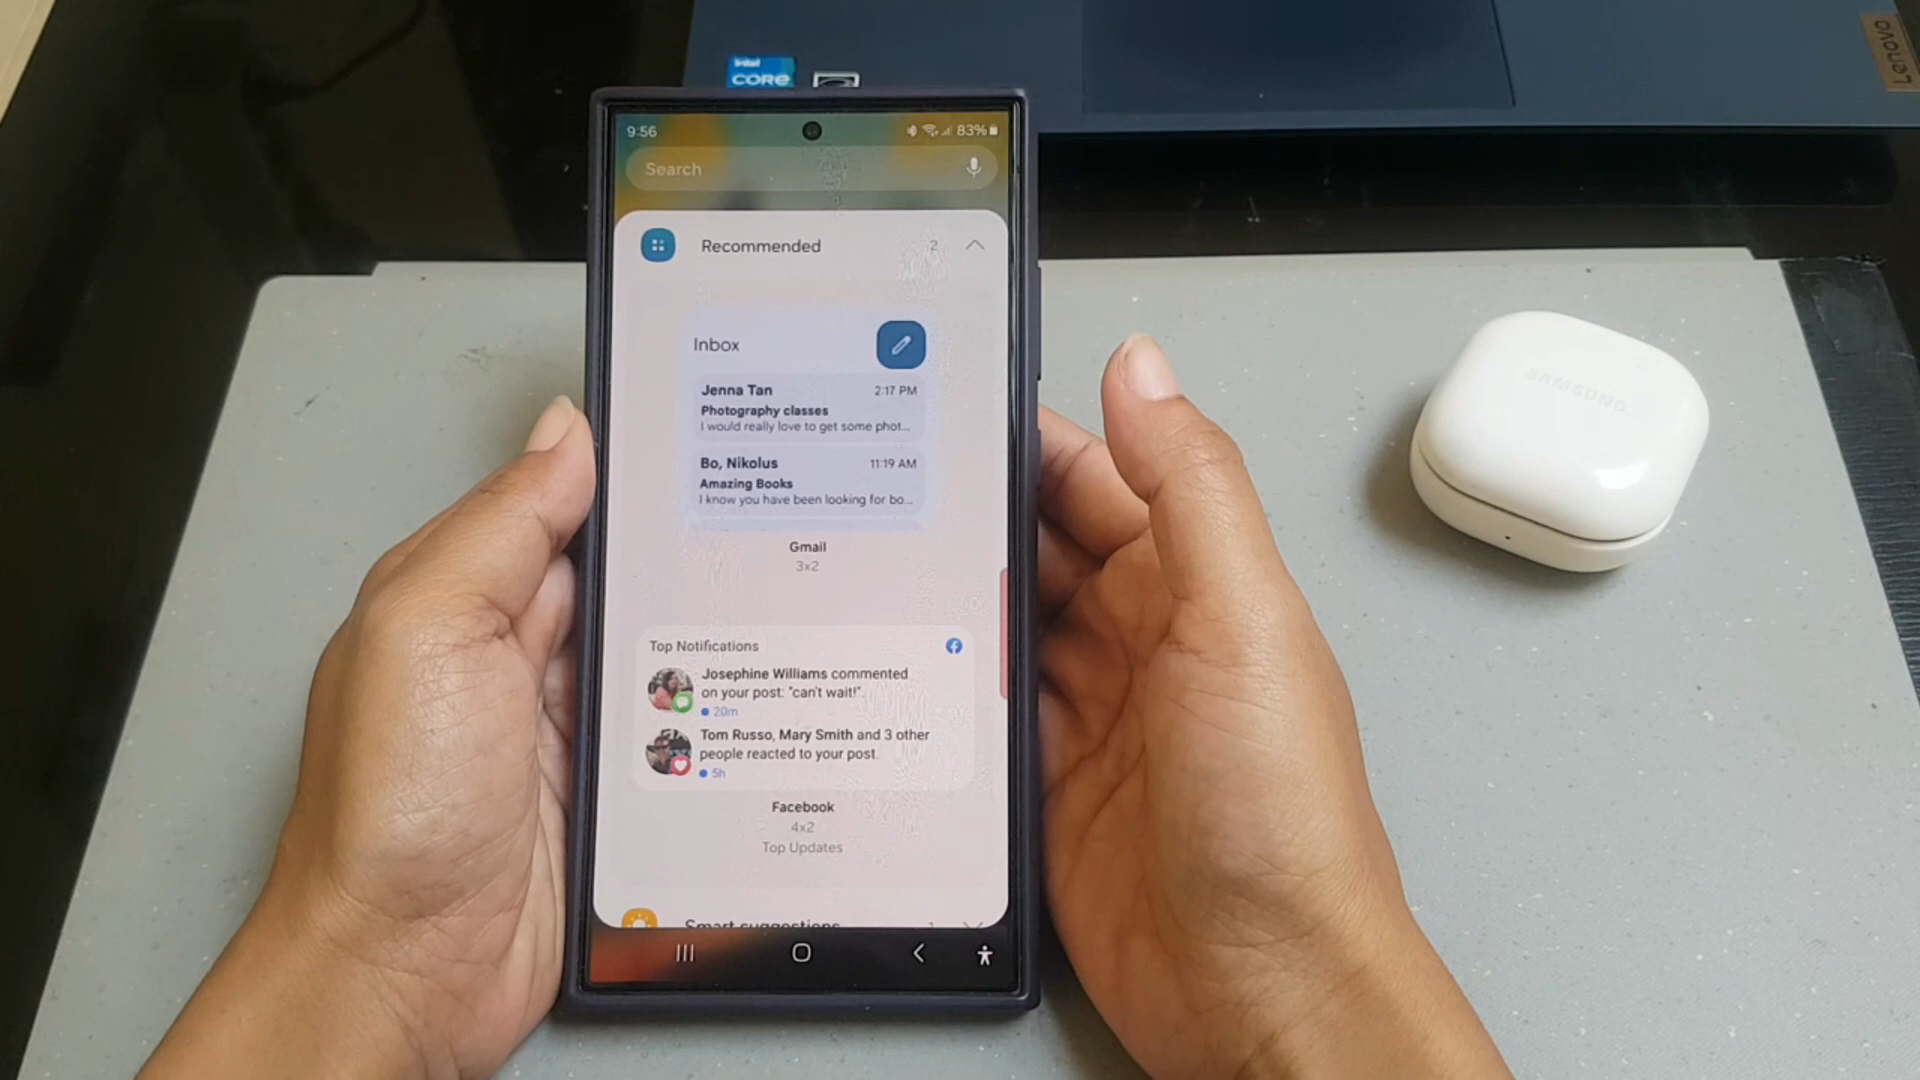 Lenovo
intel
CORE
9:56
83%
Search
Recommended 2
Inbox
Jenna Tan 2:17 PM
Photography classes
I would really love to get some phot...
Bo, Nikolus 11:19 AM
Amazing Books
I know you have been looking for bo...
Gmail
3x2
Top Notifications
Josephine Williams commented
on your post: "can't wait!".
20m
Tom Russo, Mary Smith and 3 other
people reacted to your post.
5h
Facebook
4x2
Top Updates
Smart suggestions 1
SAMSUNG